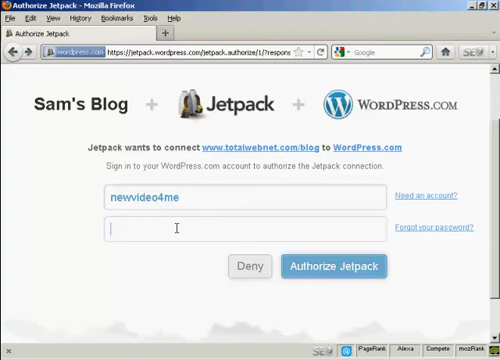 Authorize Jetpack - Mozilla Firefox
File Edit View History Bookmarks Tools Help
Authorize Jetpack
wordpress.com https://jetpack.wordpress.com/jetpack.authorize/1/?respons Google
Sam's Blog + Jetpack + WORDPRESS.COM
Jetpack wants to connect www.totalwebnet.com/blog to WordPress.com
Sign in to your WordPress.com account to authorize the Jetpack connection.
newvideo4me Need an account?
Forgot your password?
Deny Authorize Jetpack
PageRank Alexa Compete mozRank